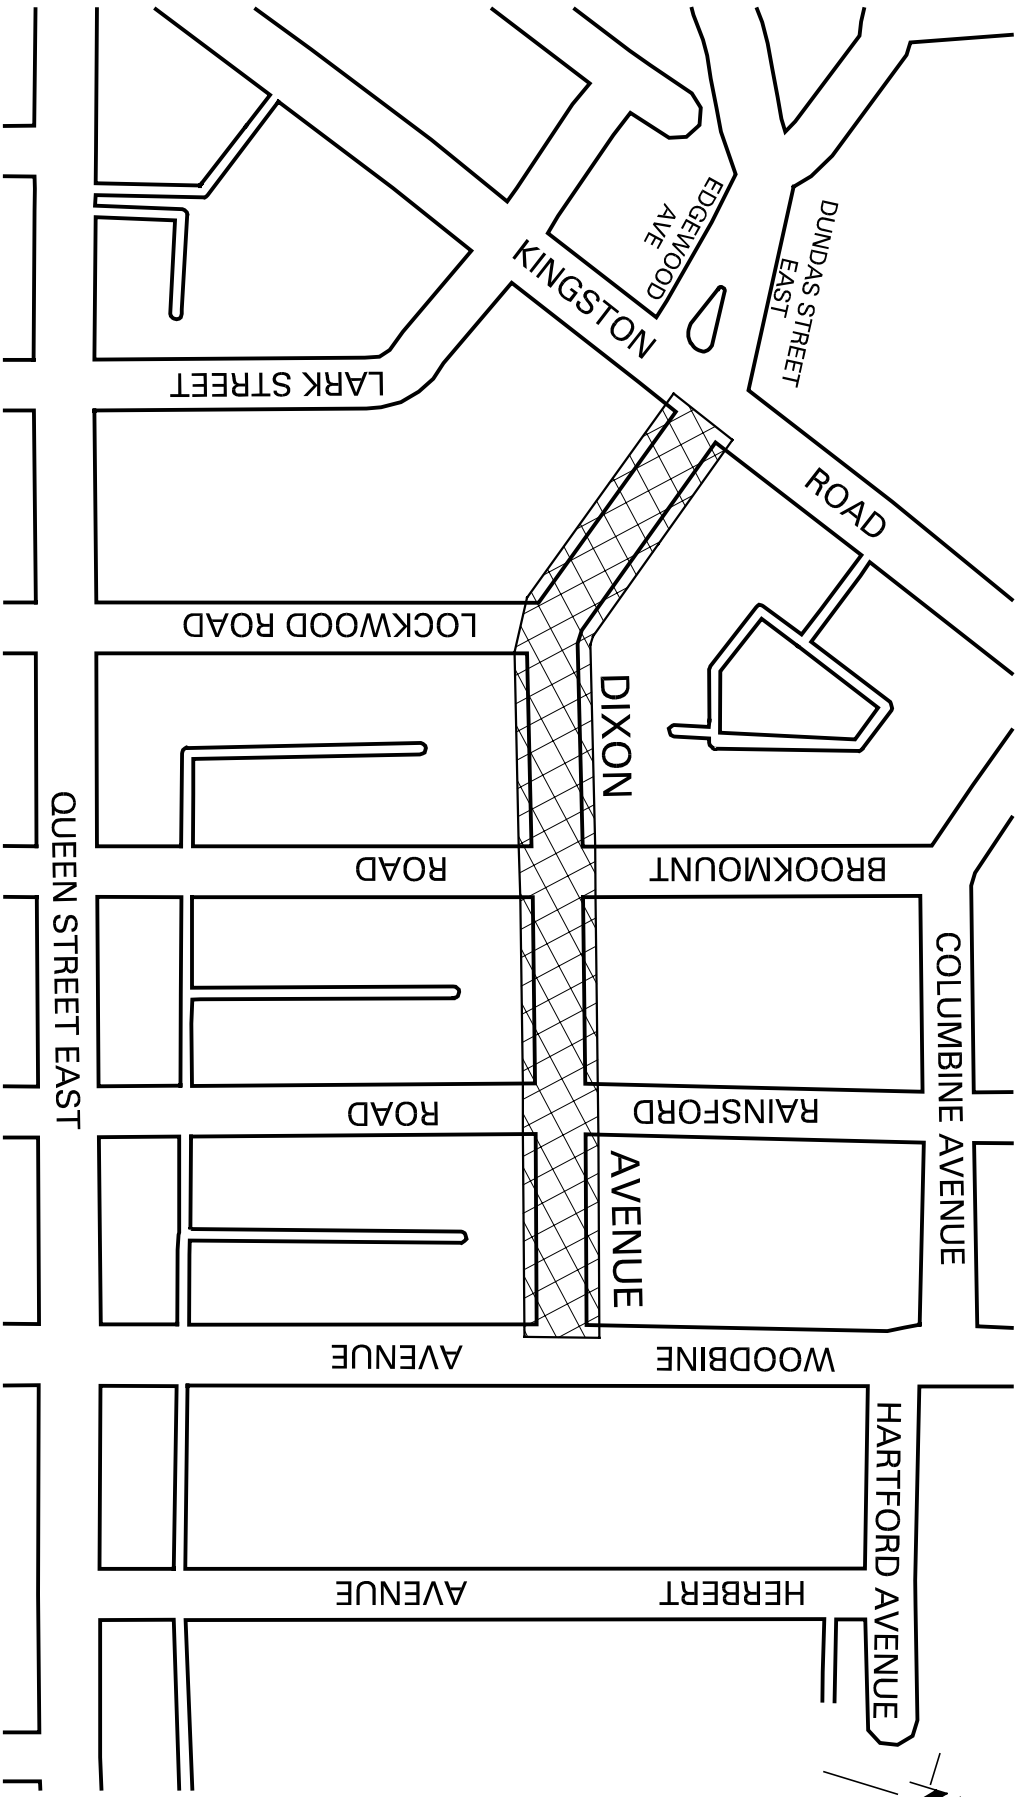 EDGEWOOD
AVE
DUNDAS STREET
EAST
KINGSTON
ROAD
LARK STREET
LOCKWOOD ROAD
DIXON
AVENUE
QUEEN STREET EAST
BROOKMOUNT
ROAD
COLUMBINE AVENUE
RAINSFORD
ROAD
WOODBINE
AVENUE
HARTFORD AVENUE
HERBERT
AVENUE